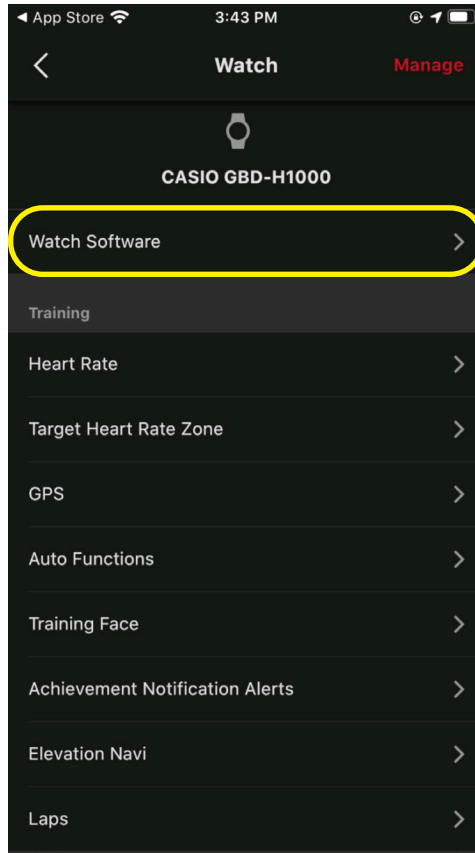 App Store 3:43 PM
Watch Manage
CASIO GBD-H1000
Watch Software
Training
Heart Rate
Target Heart Rate Zone
GPS
Auto Functions
Training Face
Achievement Notification Alerts
Elevation Navi
Laps